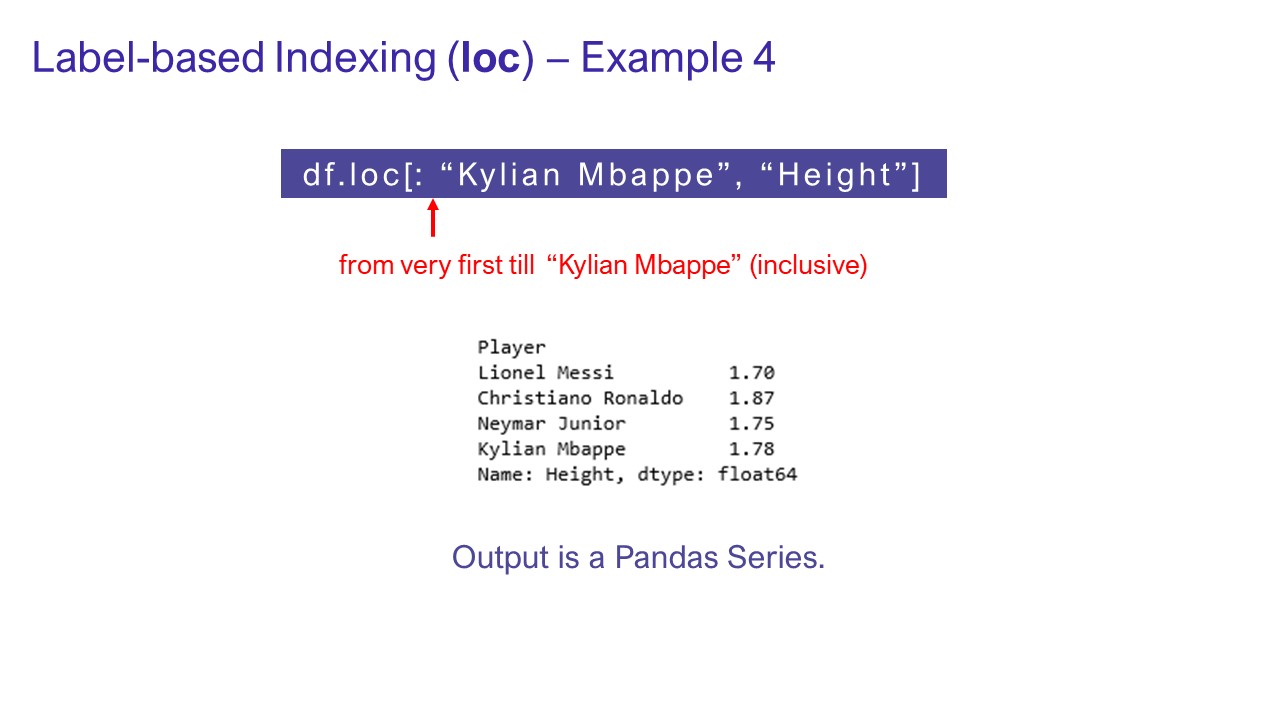 Label-based Indexing (loc) – Example 4
df.loc[: “Kylian Mbappe”, “Height”]
from very first till “Kylian Mbappe” (inclusive)
Player
Lionel Messi 1.70
Christiano Ronaldo 1.87
Neymar Junior 1.75
Kylian Mbappe 1.78
Name: Height, dtype: float64
Output is a Pandas Series.